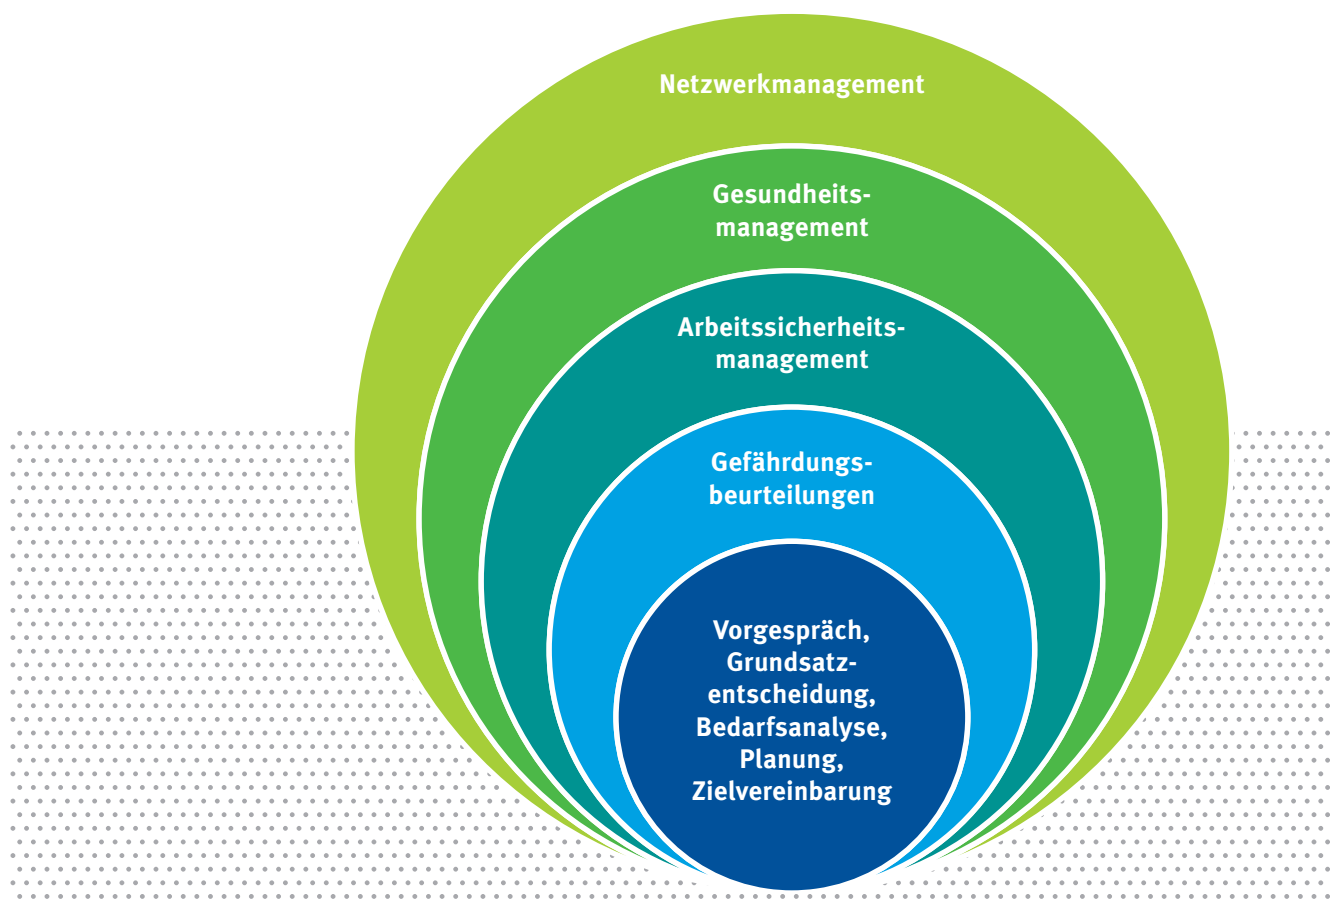 Netzwerkmanagement
Gesundheits-
management
Arbeitssicherheits-
management
Gefährdungs-
beurteilungen
Vorgespräch,
Grundsatz-
entscheidung,
Bedarfsanalyse,
Planung,
Zielvereinbarung